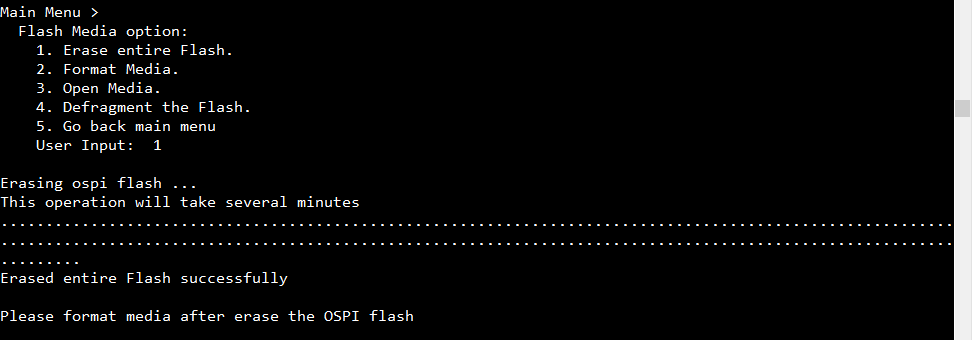 Main Menu >
Flash Media option:
1. Erase entire Flash.
2. Format Media.
3. Open Media.
4. Defragment the Flash.
5. Go back main menu
User Input:  1
Erasing ospi flash ...
This operation will take several minutes
..........................................................................................................
..........................................................................................................
.........
Erased entire Flash successfully
Please format media after erase the OSPI flash